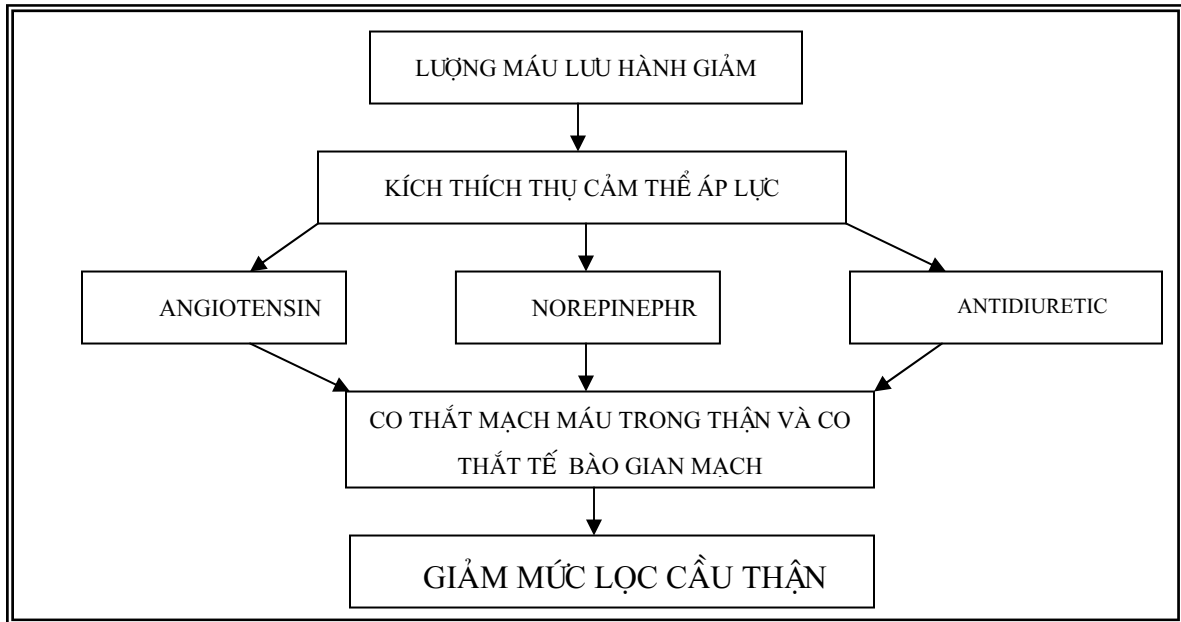 LƯỢNG MÁU LƯU HÀNH GIẢM
KÍCH THÍCH THỤ CẢM THỂ ÁP LỰC
ANGIOTENSIN
NOREPINEPHR
ANTIDIURETIC
CO THẮT MẠCH MÁU TRONG THẬN VÀ CO
THẮT TẾ BÀO GIAN MẠCH
GIẢM MỨC LỌC CẦU THẬN